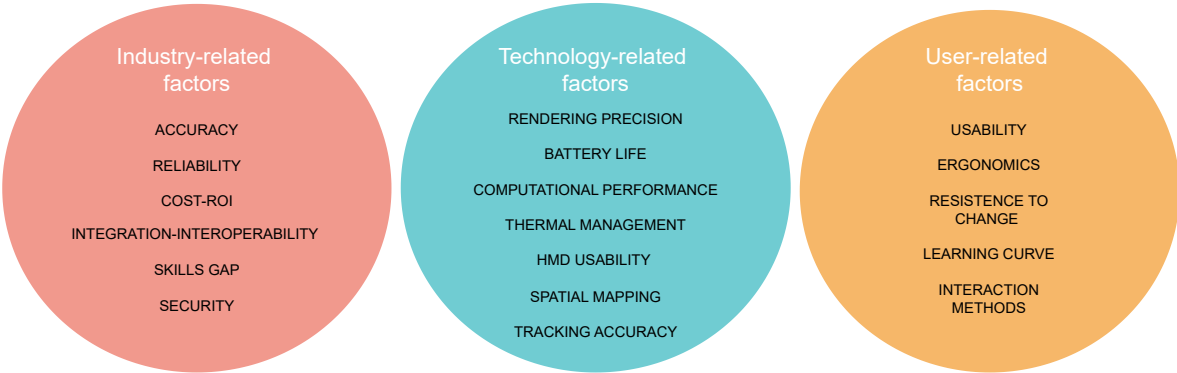 Industry-related
factors
ACCURACY
RELIABILITY
COST-ROI
INTEGRATION-INTEROPERABILITY
SKILLS GAP
SECURITY
Technology-related
factors
RENDERING PRECISION
BATTERY LIFE
COMPUTATIONAL PERFORMANCE
THERMAL MANAGEMENT
HMD USABILITY
SPATIAL MAPPING
TRACKING ACCURACY
User-related
factors
USABILITY
ERGONOMICS
RESISTENCE TO
CHANGE
LEARNING CURVE
INTERACTION
METHODS